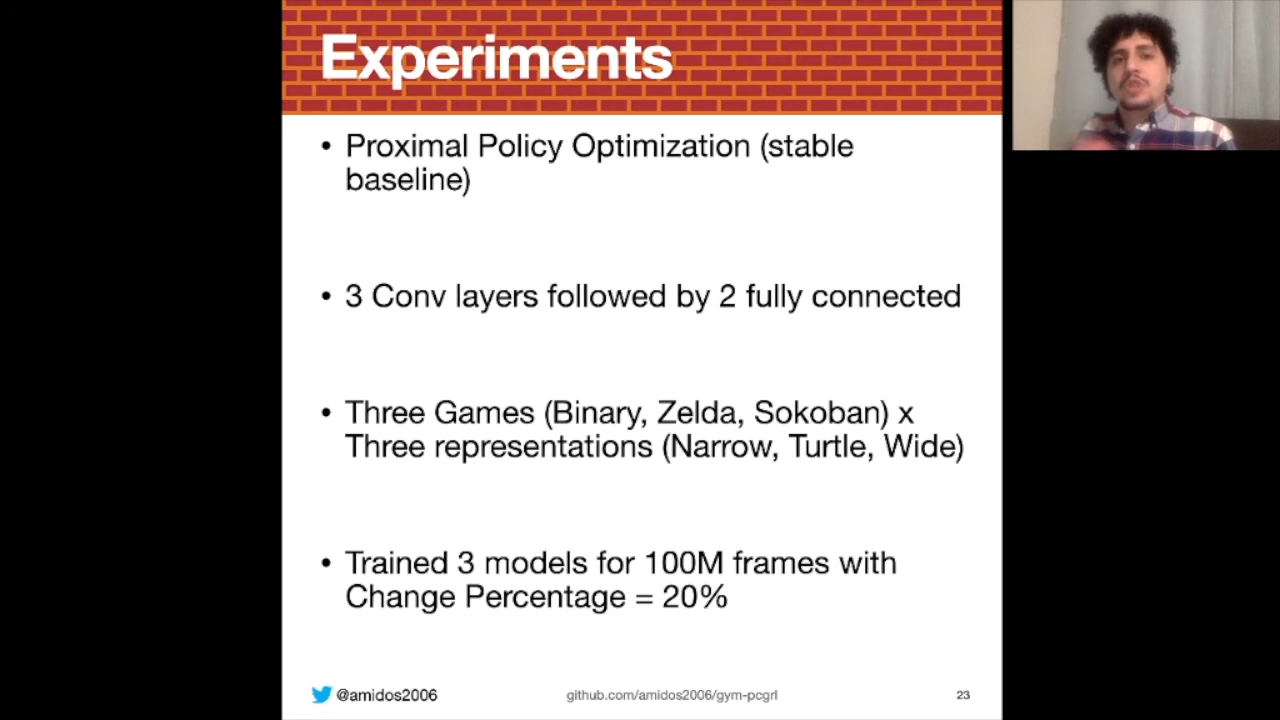 Experiments
• Proximal Policy Optimization (stable
baseline)
• 3 Conv layers followed by 2 fully connected
• Three Games (Binary, Zelda, Sokoban) x
Three representations (Narrow, Turtle, Wide)
• Trained 3 models for 100M frames with
Change Percentage = 20%
@amidos2006
github.com/amidos2006/gym-pcgrl
23